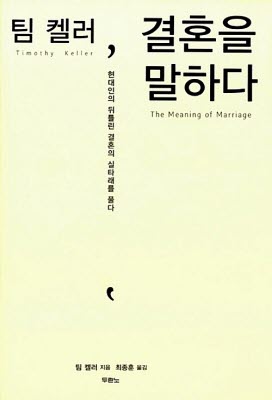 팀 켈러,
Timothy Keller
결혼을
말하다
The Meaning of Marriage
현대인의 뒤틀린 결혼의 실타래를 풀다
팀 켈러 지음 최종훈 옮김
두란노